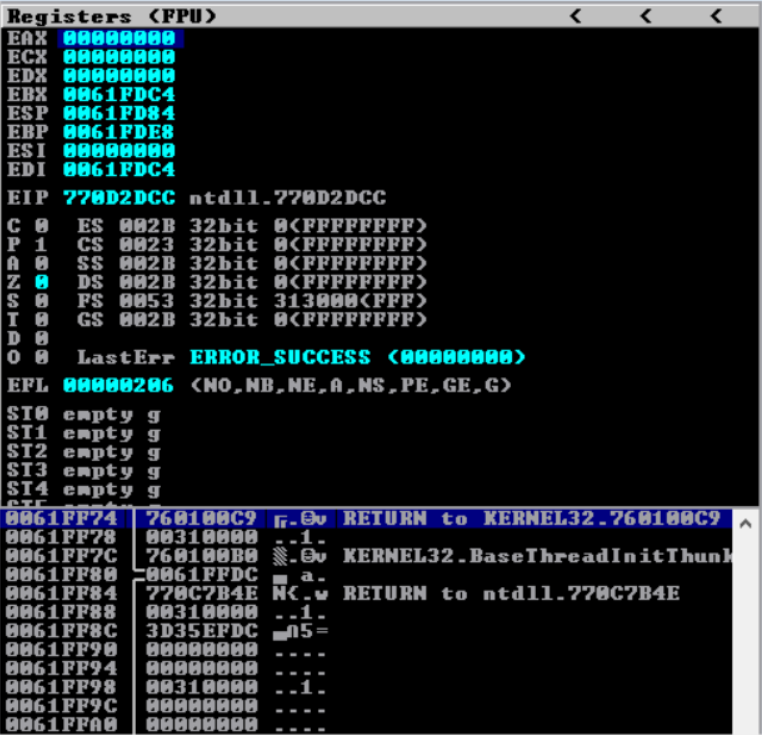 Registers (FPU) < < <
EAX 00000000
ECX 00000000
EDX 00000000
EBX 0061FDC4
ESP 0061FD84
EBP 0061FDE8
ESI 00000000
EDI 0061FDC4
EIP 770D2DCC ntdll.770D2DCC
C 0 ES 002B 32bit 0(FFFFFFFF)
P 1 CS 0023 32bit 0(FFFFFFFF)
A 0 SS 002B 32bit 0(FFFFFFFF)
Z 0 DS 002B 32bit 0(FFFFFFFF)
S 0 FS 0053 32bit 313000(FFF)
T 0 GS 002B 32bit 0(FFFFFFFF)
D 0
O 0 LastErr ERROR_SUCCESS (00000000)
EFL 00000206 (NO,NB,NE,A,NS,PE,GE,G)
ST0 empty g
ST1 empty g
ST2 empty g
ST3 empty g
ST4 empty g
0061FF74 760100C9 ╔.☺v RETURN to KERNEL32.760100C9
0061FF78 00310000 ..1.
0061FF7C 760100B0 ░.☺v KERNEL32.BaseThreadInitThunk
0061FF80 0061FFDC ▄ a.
0061FF84 770C7B4E N{.w RETURN to ntdll.770C7B4E
0061FF88 00310000 ..1.
0061FF8C 3D35EFDC ▄∩5=
0061FF90 00000000 ....
0061FF94 00000000 ....
0061FF98 00310000 ..1.
0061FF9C 00000000 ....
0061FFA0 00000000 ....